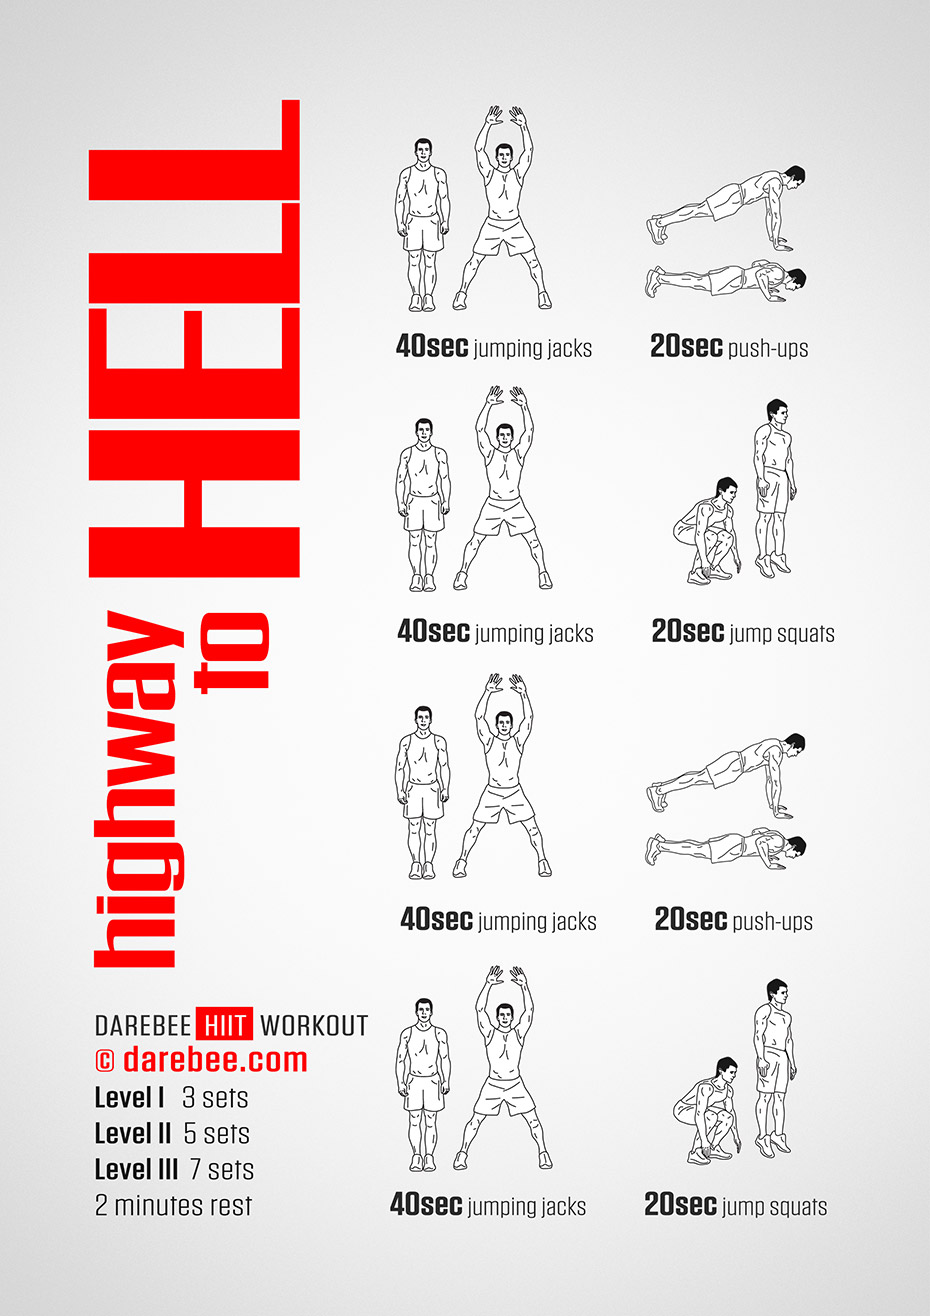 highway
to
HELL
40sec jumping jacks
20sec push-ups
40sec jumping jacks
20sec jump squats
40sec jumping jacks
20sec push-ups
40sec jumping jacks
20sec jump squats
DAREBEE HIIT WORKOUT
© darebee.com
Level I 3 sets
Level II 5 sets
Level III 7 sets
2 minutes rest